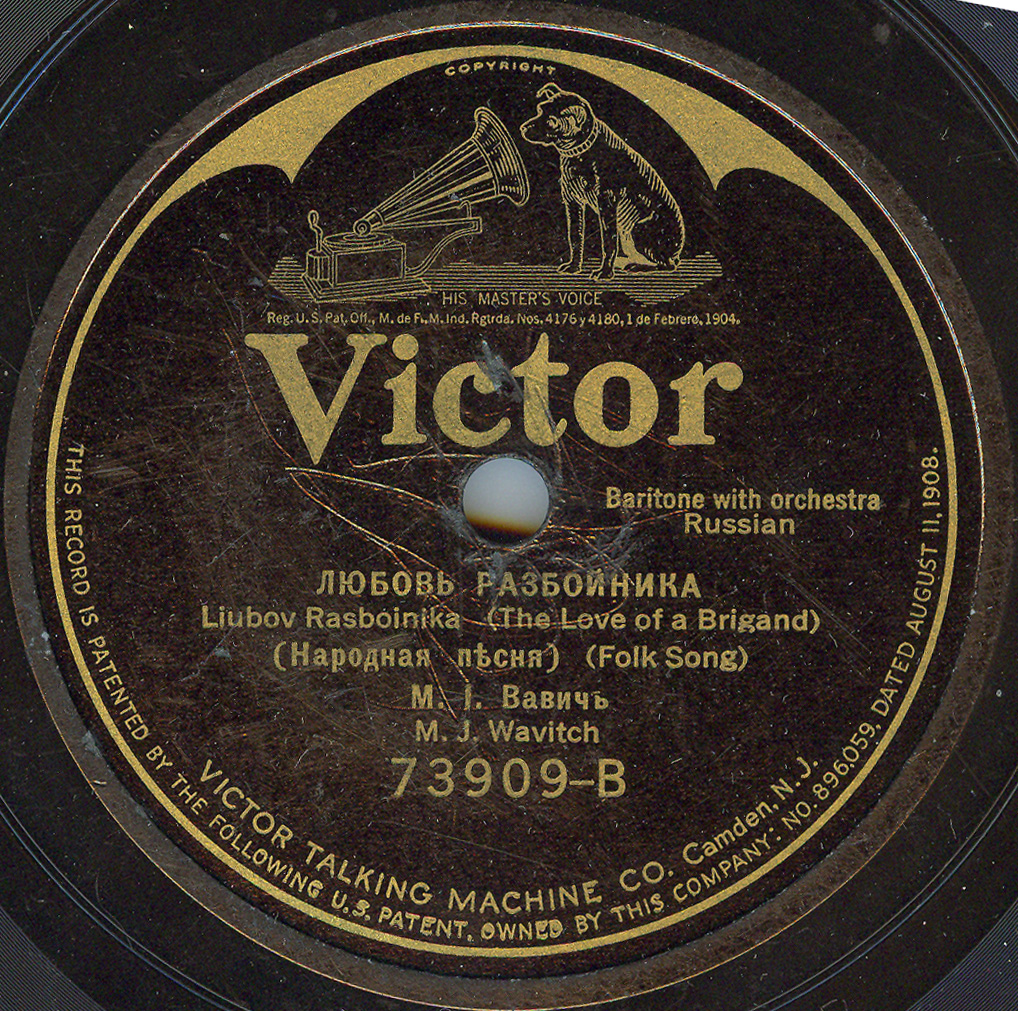 COPYRIGHT
HIS MASTER'S VOICE
Reg. U. S. Pat. Off., M. de F., M. Ind. Rgtrda. Nos. 4176 y 4180, 1 de Febrero, 1904.
Victor
Baritone with orchestra
Russian
ЛЮБОВЬ РАЗБОЙНИКА
Liubov Rasboinika (The Love of a Brigand)
(Народная пѣсня) (Folk Song)
М. І. Вавичъ
M. J. Wavitch
73909-B
VICTOR TALKING MACHINE CO. Camden, N. J.
THIS RECORD IS PATENTED BY THE FOLLOWING U.S. PATENT, OWNED BY THIS COMPANY: NO. 896,059, DATED AUGUST 11, 1908.